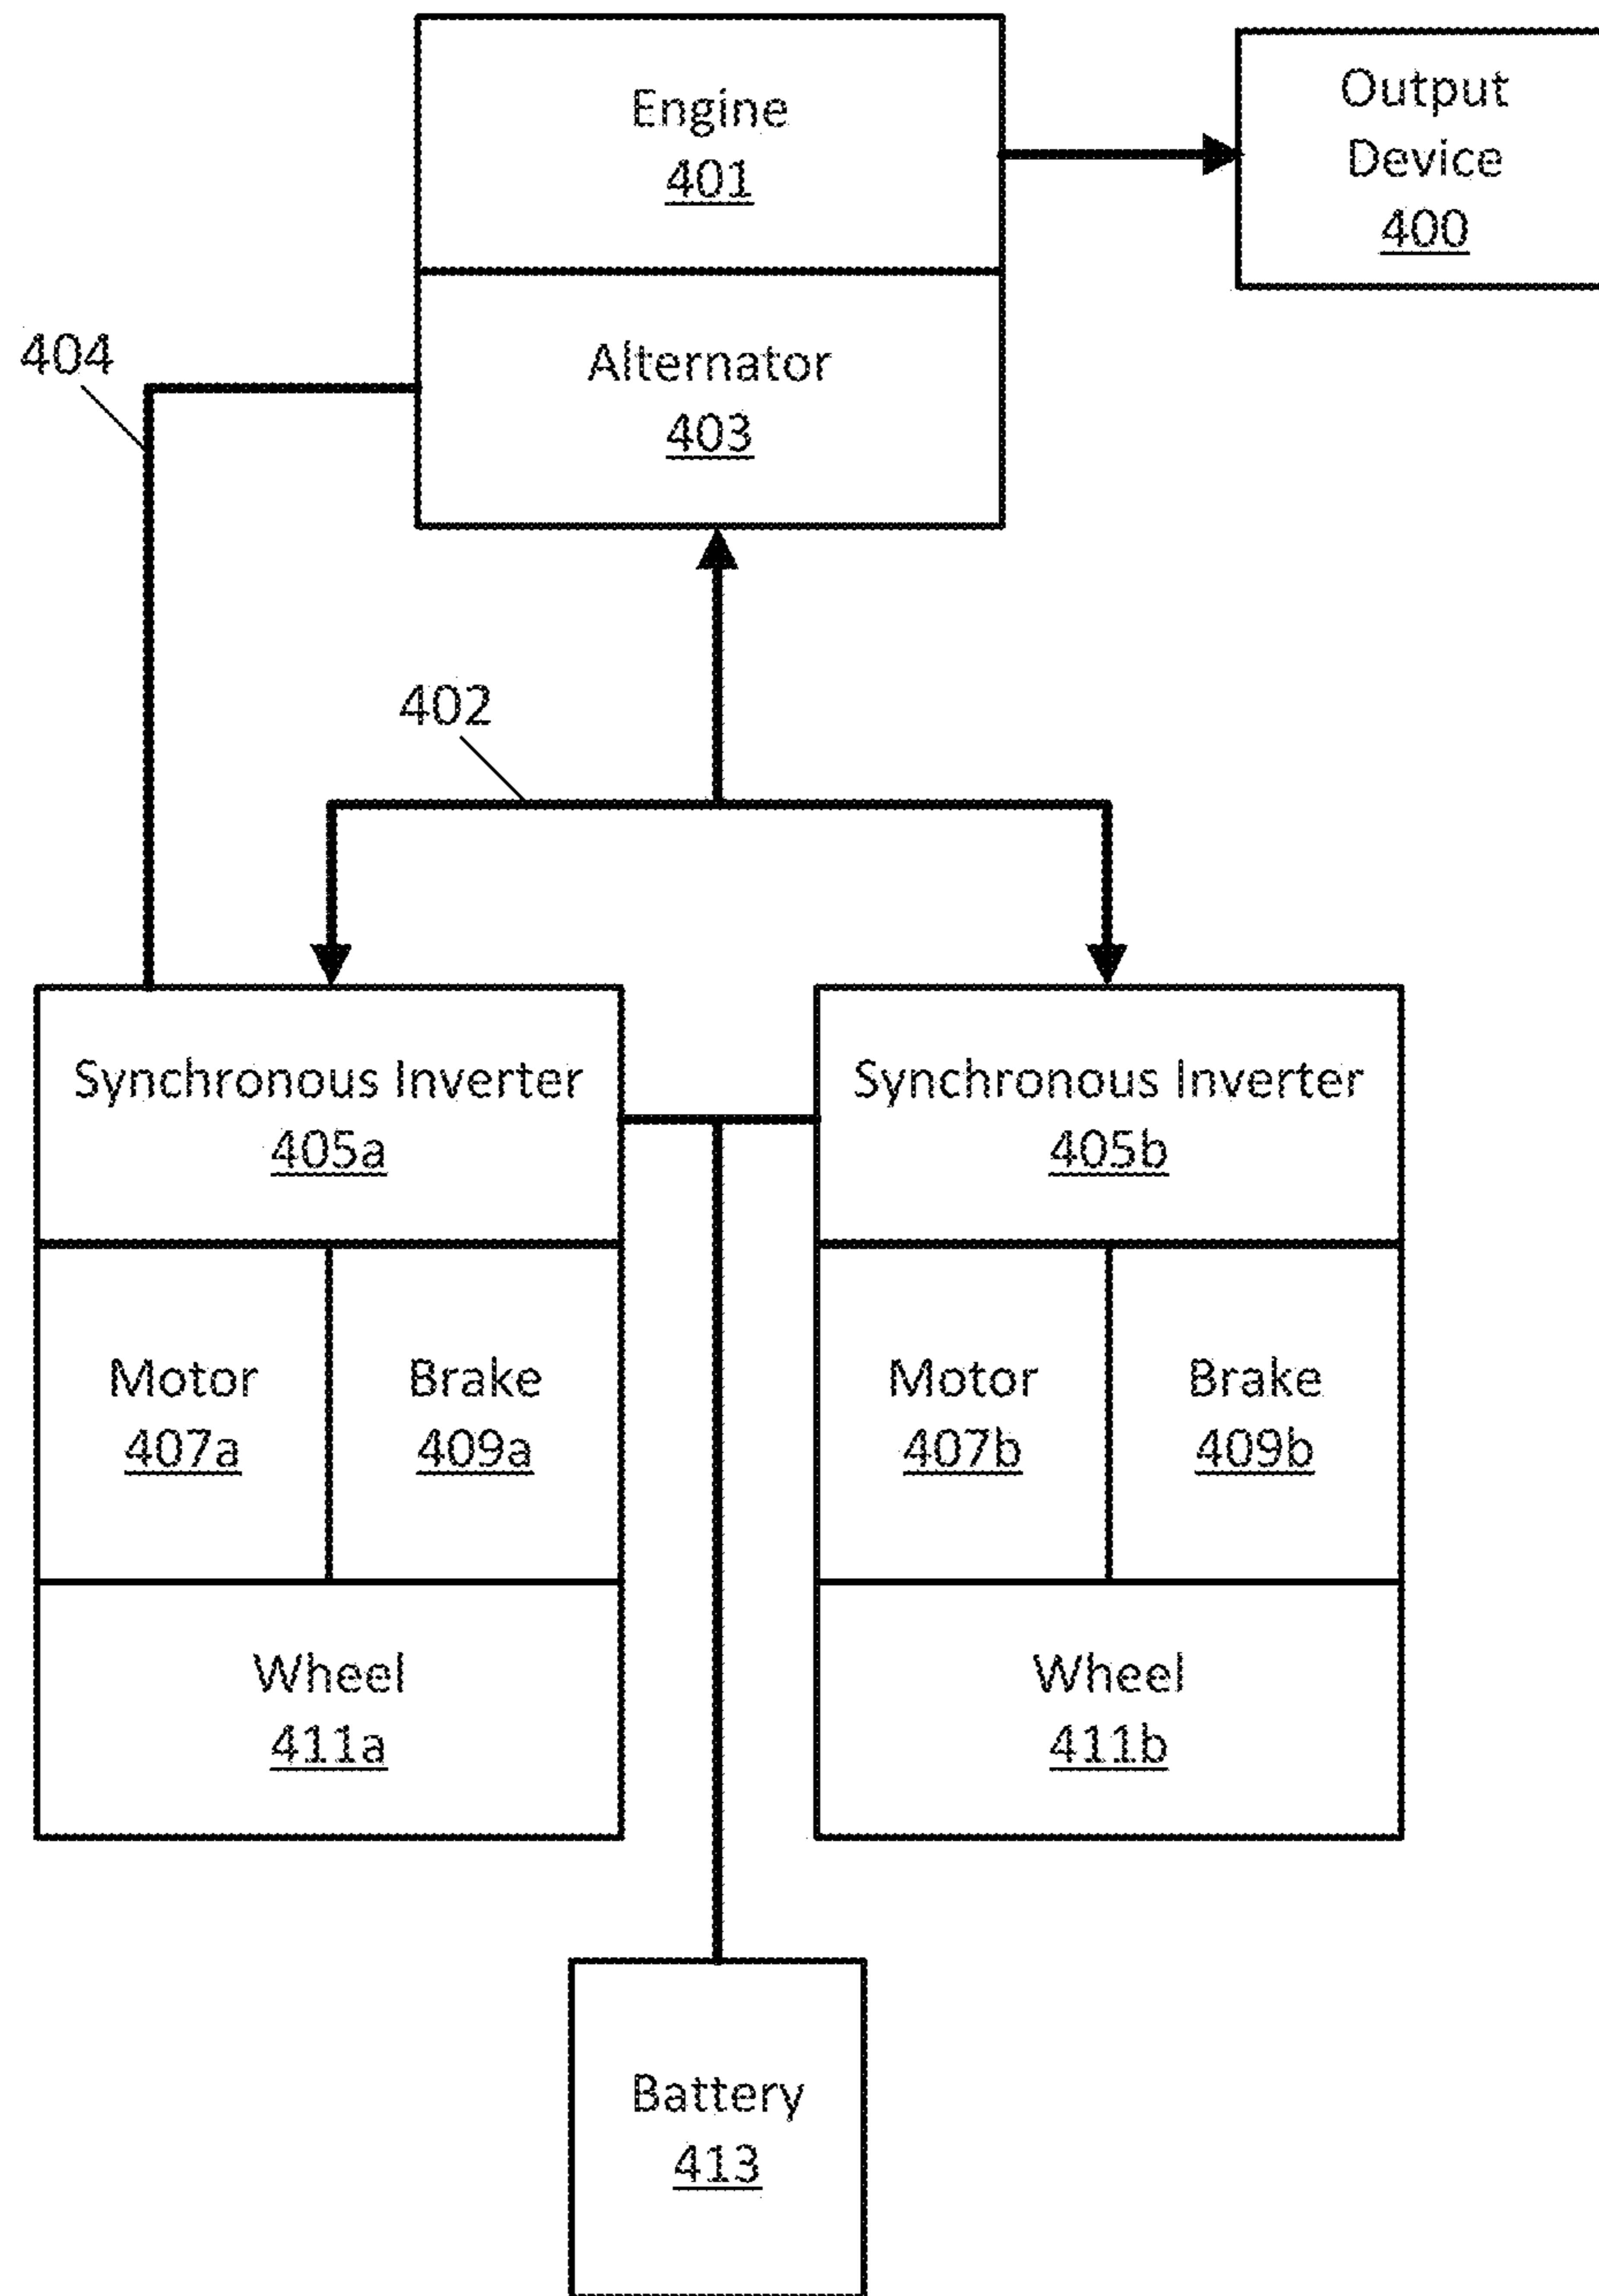 Engine
401
Output
Device
400
404
Alternator
403
402
Synchronous Inverter
405a
Synchronous Inverter
405b
Motor
407a
Brake
409a
Motor
407b
Brake
409b
Wheel
411a
Wheel
411b
Battery
413